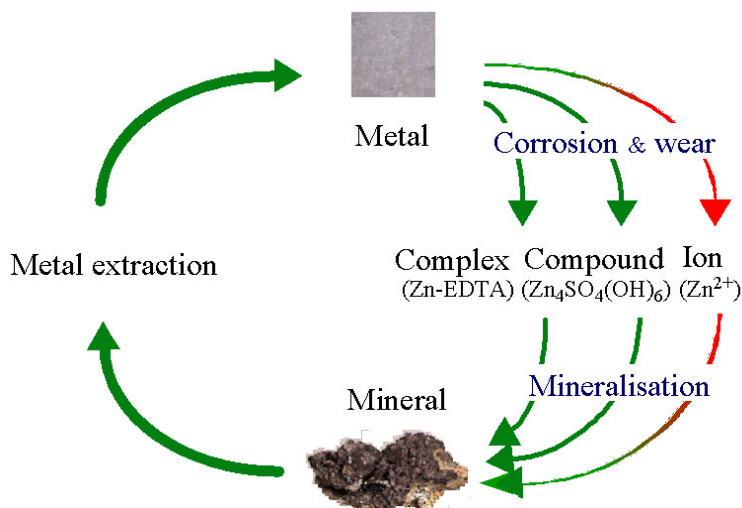 Metal
Corrosion & wear
Metal extraction
Complex Compound Ion
(Zn-EDTA) (Zn₄SO₄(OH)₆) (Zn²⁺)
Mineralisation
Mineral